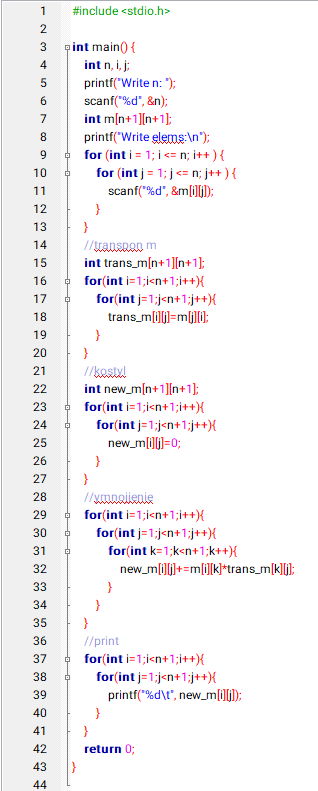 1 #include <stdio.h>
2
3 int main() {
4 int n, i, j;
5 printf("Write n: ");
6 scanf("%d", &n);
7 int m[n+1][n+1];
8 printf("Write elems:\n");
9 for (int i = 1; i <= n; i++ ) {
10 for (int j = 1; j <= n; j++ ) {
11 scanf("%d", &m[i][j]);
12 }
13 }
14 //transpon m
15 int trans_m[n+1][n+1];
16 for(int i=1;i<n+1;i++){
17 for(int j=1;j<n+1;j++){
18 trans_m[i][j]=m[j][i];
19 }
20 }
21 //kostyl
22 int new_m[n+1][n+1];
23 for(int i=1;i<n+1;i++){
24 for(int j=1;j<n+1;j++){
25 new_m[i][j]=0;
26 }
27 }
28 //ymnojjenie
29 for(int i=1;i<n+1;i++){
30 for(int j=1;j<n+1;j++){
31 for(int k=1;k<n+1;k++){
32 new_m[i][j]+=m[i][k]*trans_m[k][j];
33 }
34 }
35 }
36 //print
37 for(int i=1;i<n+1;i++){
38 for(int j=1;j<n+1;j++){
39 printf("%d\t", new_m[i][j]);
40 }
41 }
42 return 0;
43 }
44